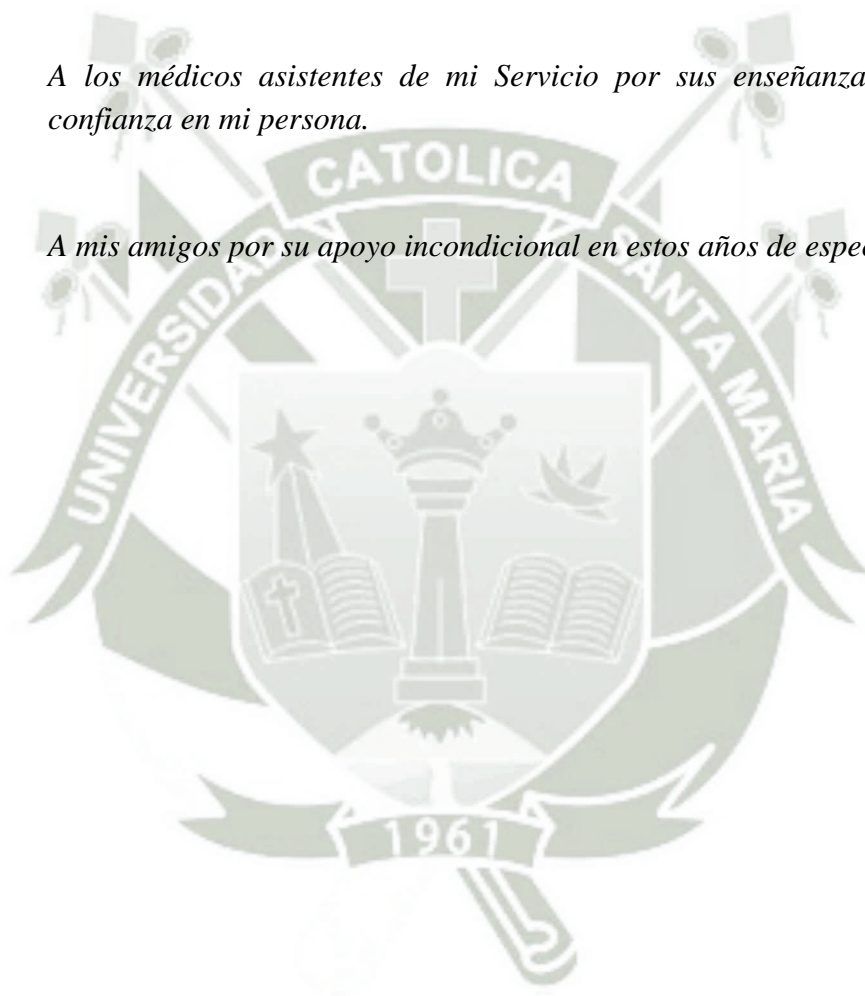 A los médicos asistentes de mi Servicio por sus enseñanza
confianza en mi persona.
CATOLICA
A mis amigos por su apoyo incondicional en estos años de
UNIVERSIDAD
SANTA MARIA
1961